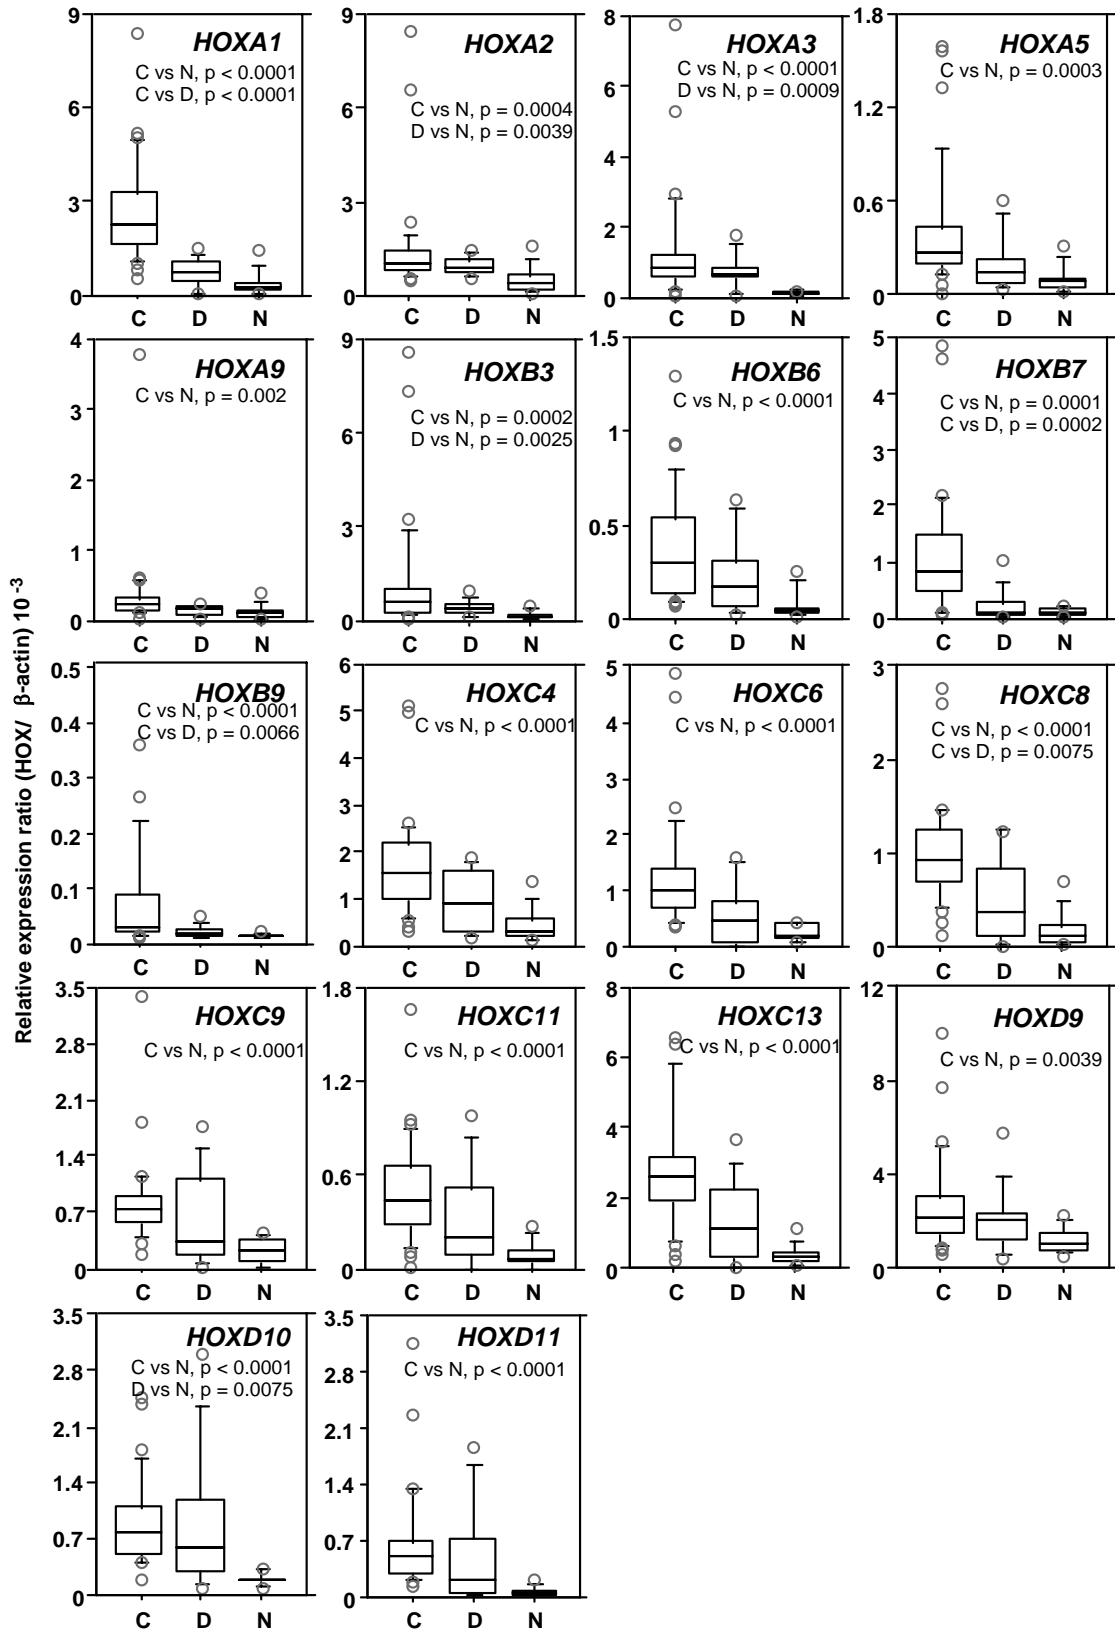 Relative expression ratio (HOX/ β-actin) 10 -3
HOXA1
C vs N, p < 0.0001
C vs D, p < 0.0001
9
6
3
0
C D N
HOXA2
C vs N, p = 0.0004
D vs N, p = 0.0039
9
6
3
0
C D N
HOXA3
C vs N, p < 0.0001
D vs N, p = 0.0009
8
6
4
2
0
C D N
HOXA5
C vs N, p = 0.0003
1.8
1.2
0.6
0
C D N
HOXA9
C vs N, p = 0.002
4
3
2
1
0
C D N
HOXB3
C vs N, p = 0.0002
D vs N, p = 0.0025
9
6
3
0
C D N
HOXB6
C vs N, p < 0.0001
1.5
1
0.5
0
C D N
HOXB7
C vs N, p = 0.0001
C vs D, p = 0.0002
5
4
3
2
1
0
C D N
HOXB9
C vs N, p < 0.0001
C vs D, p = 0.0066
0.5
0.4
0.3
0.2
0.1
0
C D N
HOXC4
C vs N, p < 0.0001
6
5
4
3
2
1
0
C D N
HOXC6
C vs N, p < 0.0001
5
4
3
2
1
0
C D N
HOXC8
C vs N, p < 0.0001
C vs D, p = 0.0075
3
2
1
0
C D N
HOXC9
C vs N, p < 0.0001
3.5
2.8
2.1
1.4
0.7
0
C D N
HOXC11
C vs N, p < 0.0001
1.8
1.2
0.6
0
C D N
HOXC13
C vs N, p < 0.0001
8
6
4
2
0
C D N
HOXD9
C vs N, p = 0.0039
12
8
4
0
C D N
HOXD10
C vs N, p < 0.0001
D vs N, p = 0.0075
3.5
2.8
2.1
1.4
0.7
0
C D N
HOXD11
C vs N, p < 0.0001
3.5
2.8
2.1
1.4
0.7
0
C D N